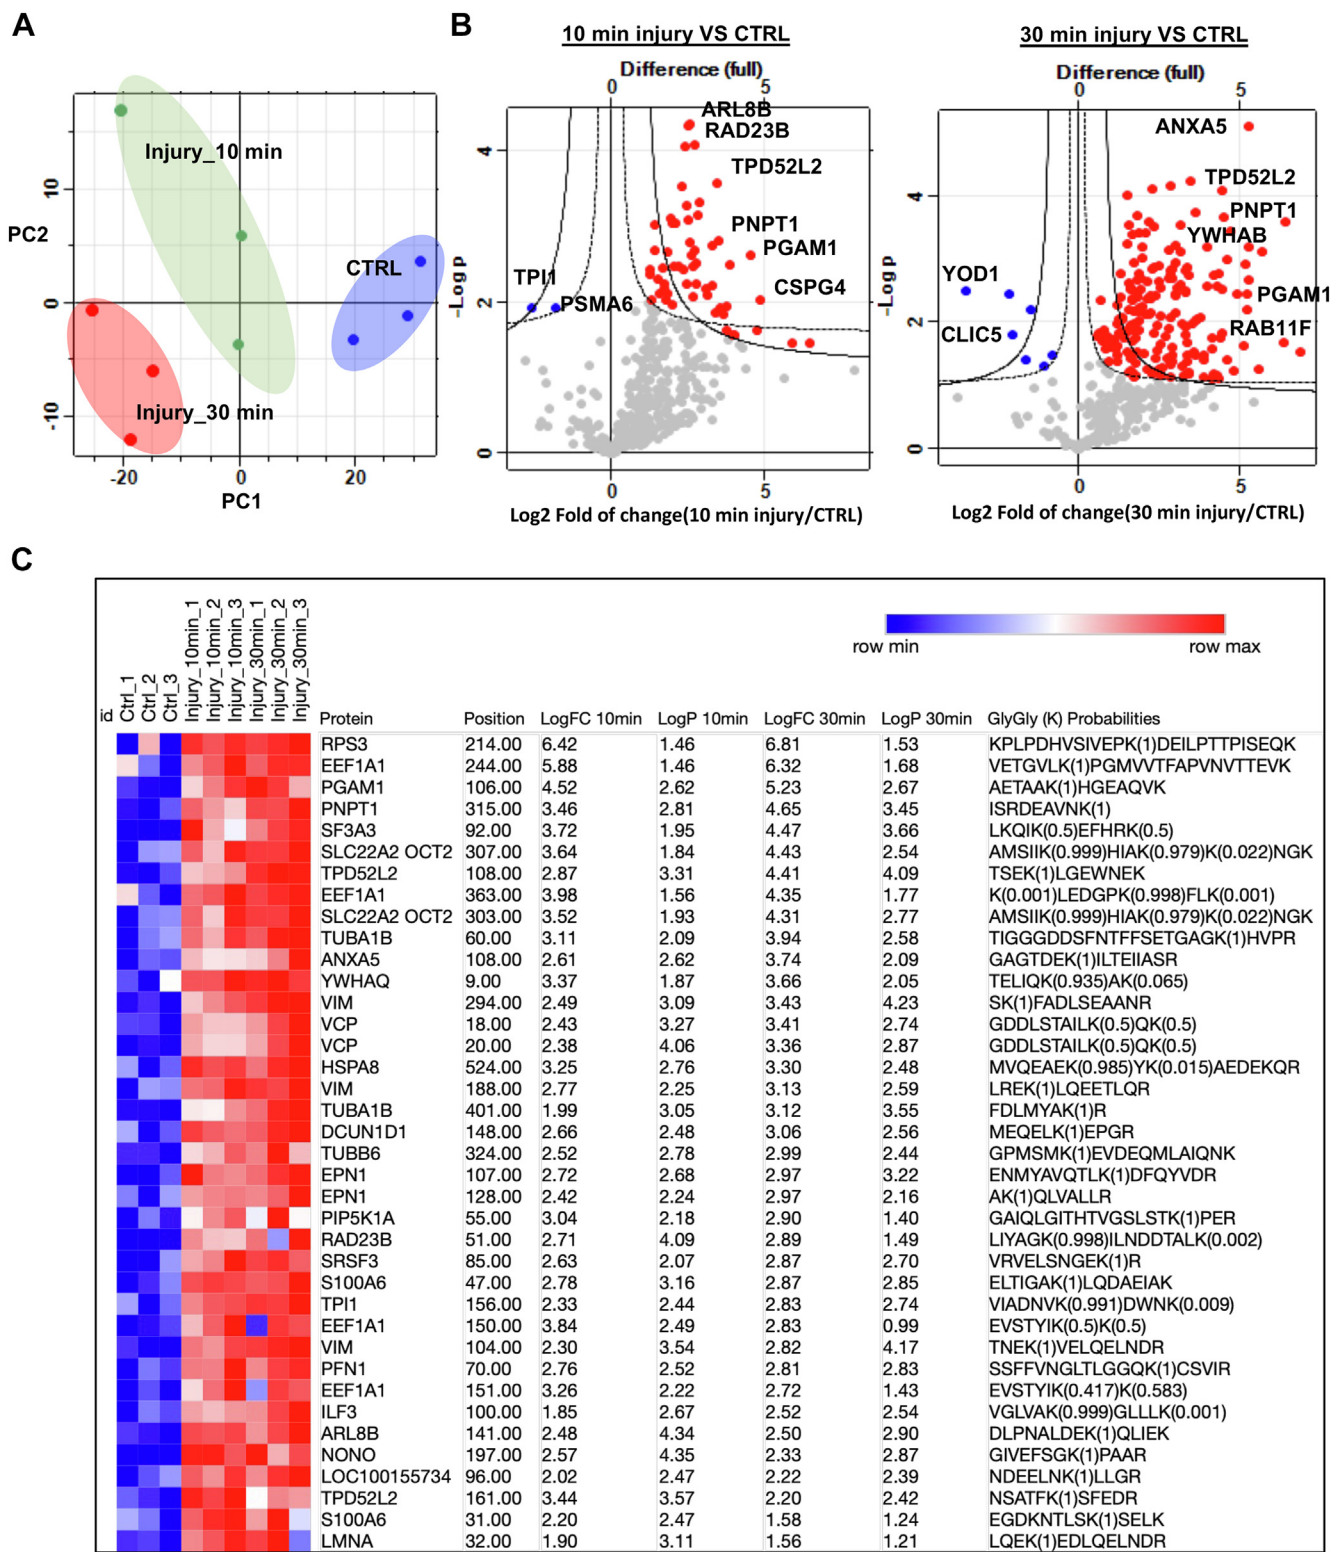 A
B
10 min injury VS CTRL
30 min injury VS CTRL
Difference (full)
0 5
ARL8B
RAD23B
TPD52L2
PNPT1
PGAM1
TPI1
PSMA6
CSPG4
4
2
0
0 5
Log2 Fold of change(10 min injury/CTRL)
Difference (full)
0 5
-Log p
ANXA5
TPD52L2
PNPT1
YWHAB
YOD1
PGAM1
CLIC5
RAB11F
4
2
0
0 5
Log2 Fold of change(30 min injury/CTRL)
Injury_10 min
CTRL
Injury_30 min
PC2
10
0
-10
-20 0 20
PC1
C
row min row max
id Ctrl_1 Ctrl_2 Ctrl_3 Injury_10min_1 Injury_10min_2 Injury_10min_3 Injury_30min_1 Injury_30min_2 Injury_30min_3
Protein Position LogFC 10min LogP 10min LogFC 30min LogP 30min GlyGly (K) Probabilities
RPS3 214.00 6.42 1.46 6.81 1.53 KPLPDHVSIVEPK(1)DEILPTTPISEQK
EEF1A1 244.00 5.88 1.46 6.32 1.68 VETGVLK(1)PGMVVTFAPVNVTTEVK
PGAM1 106.00 4.52 2.62 5.23 2.67 AETAAK(1)HGEAQVK
PNPT1 315.00 3.46 2.81 4.65 3.45 ISRDEAVNK(1)
SF3A3 92.00 3.72 1.95 4.47 3.66 LKQIK(0.5)EFHRK(0.5)
SLC22A2 OCT2 307.00 3.64 1.84 4.43 2.54 AMSIIK(0.999)HIAK(0.979)K(0.022)NGK
TPD52L2 108.00 2.87 3.31 4.41 4.09 TSEK(1)LGEWNEK
EEF1A1 363.00 3.98 1.56 4.35 1.77 K(0.001)LEDGPK(0.998)FLK(0.001)
SLC22A2 OCT2 303.00 3.52 1.93 4.31 2.77 AMSIIK(0.999)HIAK(0.979)K(0.022)NGK
TUBA1B 60.00 3.11 2.09 3.94 2.58 TIGGGDDSFNTFFSETGAGK(1)HVPR
ANXA5 108.00 2.61 2.62 3.74 2.09 GAGTDEK(1)ILTEIIASR
YWHAQ 9.00 3.37 1.87 3.66 2.05 TELIQK(0.935)AK(0.065)
VIM 294.00 2.49 3.09 3.43 4.23 SK(1)FADLSEAANR
VCP 18.00 2.43 3.27 3.41 2.74 GDDLSTAILK(0.5)QK(0.5)
VCP 20.00 2.38 4.06 3.36 2.87 GDDLSTAILK(0.5)QK(0.5)
HSPA8 524.00 3.25 2.76 3.30 2.48 MVQEAEK(0.985)YK(0.015)AEDEKQR
VIM 188.00 2.77 2.25 3.13 2.59 LREK(1)LQEETLQR
TUBA1B 401.00 1.99 3.05 3.12 3.55 FDLMYAK(1)R
DCUN1D1 148.00 2.66 2.48 3.06 2.56 MEQELK(1)EPGR
TUBB6 324.00 2.52 2.78 2.99 2.44 GPMSMK(1)EVDEQMLAIQNK
EPN1 107.00 2.72 2.68 2.97 3.22 ENMYAVQTLK(1)DFQYVDR
EPN1 128.00 2.42 2.24 2.97 2.16 AK(1)QLVALLR
PIP5K1A 55.00 3.04 2.18 2.90 1.40 GAIQLGITHTVGSLSTK(1)PER
RAD23B 51.00 2.71 4.09 2.89 1.49 LIYAGK(0.998)ILNDDTALK(0.002)
SRSF3 85.00 2.63 2.07 2.87 2.70 VRVELSNGEK(1)R
S100A6 47.00 2.78 3.16 2.87 2.85 ELTIGAK(1)LQDAEIAK
TPI1 156.00 2.33 2.44 2.83 2.74 VIADNVK(0.991)DWNK(0.009)
EEF1A1 150.00 3.84 2.49 2.83 0.99 EVSTYIK(0.5)K(0.5)
VIM 104.00 2.30 3.54 2.82 4.17 TNEK(1)VELQELNDR
PFN1 70.00 2.76 2.52 2.81 2.83 SSFFVNGLTLGGQK(1)CSVIR
EEF1A1 151.00 3.26 2.22 2.72 1.43 EVSTYIK(0.417)K(0.583)
ILF3 100.00 1.85 2.67 2.52 2.54 VGLVAK(0.999)GLLLK(0.001)
ARL8B 141.00 2.48 4.34 2.50 2.90 DLPNALDEK(1)QLIEK
NONO 197.00 2.57 4.35 2.33 2.87 GIVEFSGK(1)PAAR
LOC100155734 96.00 2.02 2.47 2.22 2.39 NDEELNK(1)LLGR
TPD52L2 161.00 3.44 3.57 2.20 2.42 NSATFK(1)SFEDR
S100A6 31.00 2.20 2.47 1.58 1.24 EGDKNTLSK(1)SELK
LMNA 32.00 1.90 3.11 1.56 1.21 LQEK(1)EDLQELNDR